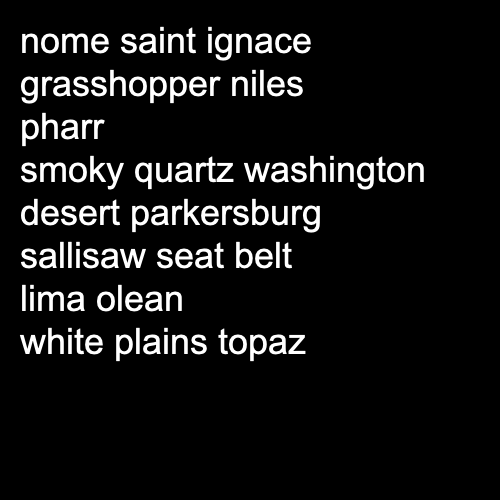 nome saint ignace
grasshopper niles
pharr
smoky quartz washington
desert parkersburg
sallisaw seat belt
lima olean
white plains topaz